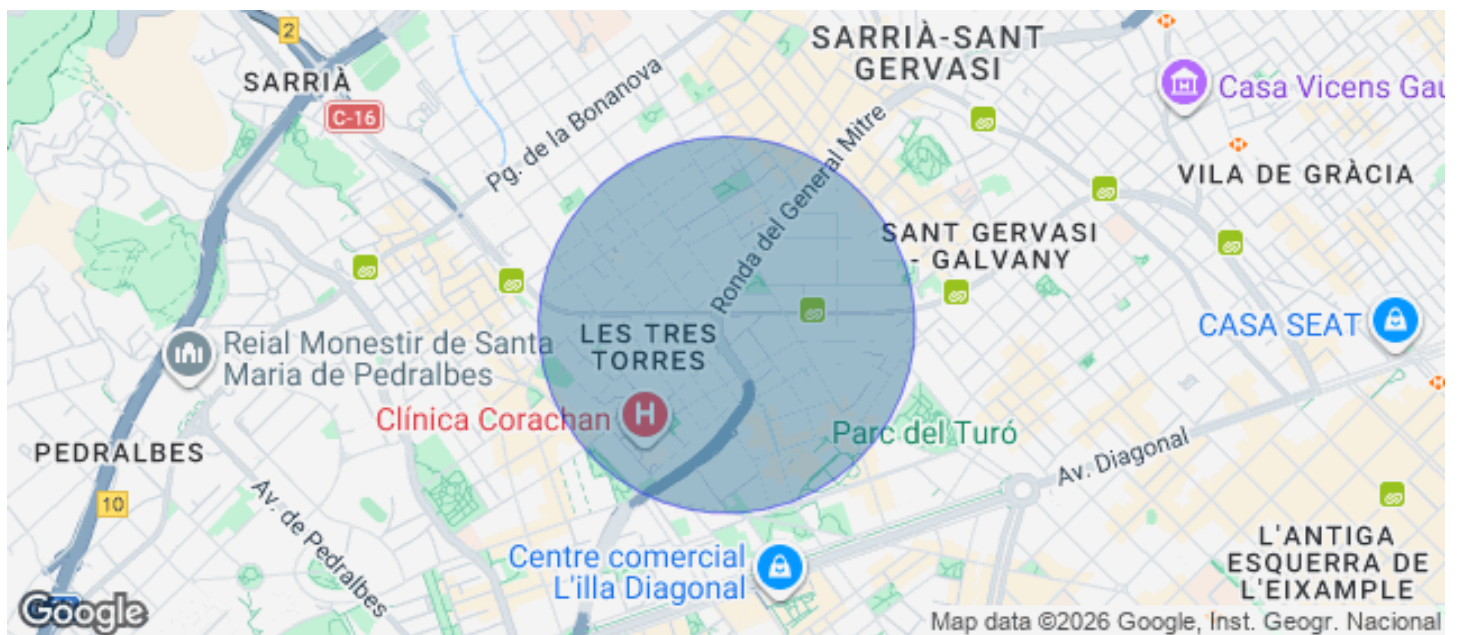 2
SARRIÀ
C-16
Pg. de la Bonanova
SARRIÀ-SANT
GERVASI
Casa Vicens Gau
Ronda del General Mitre
VILA DE GRÀCIA
SANT GERVASI
- GALVANY
CASA SEAT
LES TRES
TORRES
Reial Monestir de Santa
Maria de Pedralbes
Clínica Corachan
H
Parc del Turó
PEDRALBES
10
Av. de Pedralbes
Av. Diagonal
Centre comercial
L'illa Diagonal
L'ANTIGA
ESQUERRA DE
L'EIXAMPLE
Google
Map data ©2026 Google, Inst. Geogr. Nacional